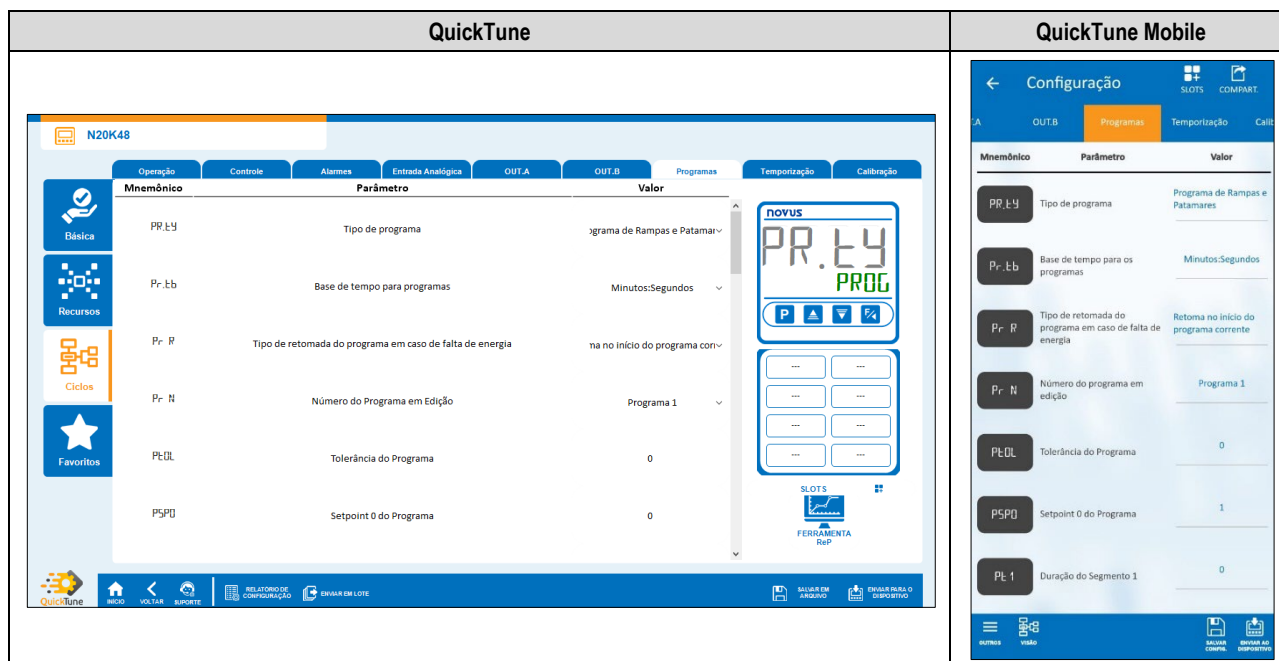 QuickTune
QuickTune Mobile
N20K48
Operação Controle Alarmes Entrada Analógica OUT.A OUT.B Programas Temporização Calibração
Mnemônico Parâmetro Valor
Básica
Recursos
Ciclos
Favoritos
PR.tY Tipo de programa ograma de Rampas e Patamar
Pr.tb Base de tempo para programas Minutos:Segundos
Pr R Tipo de retomada do programa em caso de falta de energia na no início do programa corr
Pr N Número do Programa em Edição Programa 1
PtOL Tolerância do Programa 0
PSP0 Setpoint 0 do Programa 0
novus
PR.tY
PROG
P F/
--- ---
--- ---
--- ---
--- ---
SLOTS
FERRAMENTA
ReP
QuickTune
INICIO VOLTAR SUPORTE
RELATÓRIO DE
CONFIGURAÇÃO
ENVIAR EM LOTE
SALVAR EM
ARQUIVO
ENVIAR PARA O
DISPOSITIVO
Configuração
SLOTS COMPART.
.A OUT.B Programas Temporização Calib
Mnemônico Parâmetro Valor
PR.tY Tipo de programa
Programa de Rampas e
Patamares
Pr.tb
Base de tempo para os
programas
Minutos:Segundos
Pr R
Tipo de retomada do
programa em caso de falta de
energia
Retoma no início do
programa corrente
Pr N
Número do programa em
edição
Programa 1
PtOL Tolerância do Programa 0
PSP0 Setpoint 0 do Programa 1
Pt 1 Duração do Segmento 1 0
OUTROS VISÃO
SALVAR
CONFIG.
ENVIAR AO
DISPOSITIVO